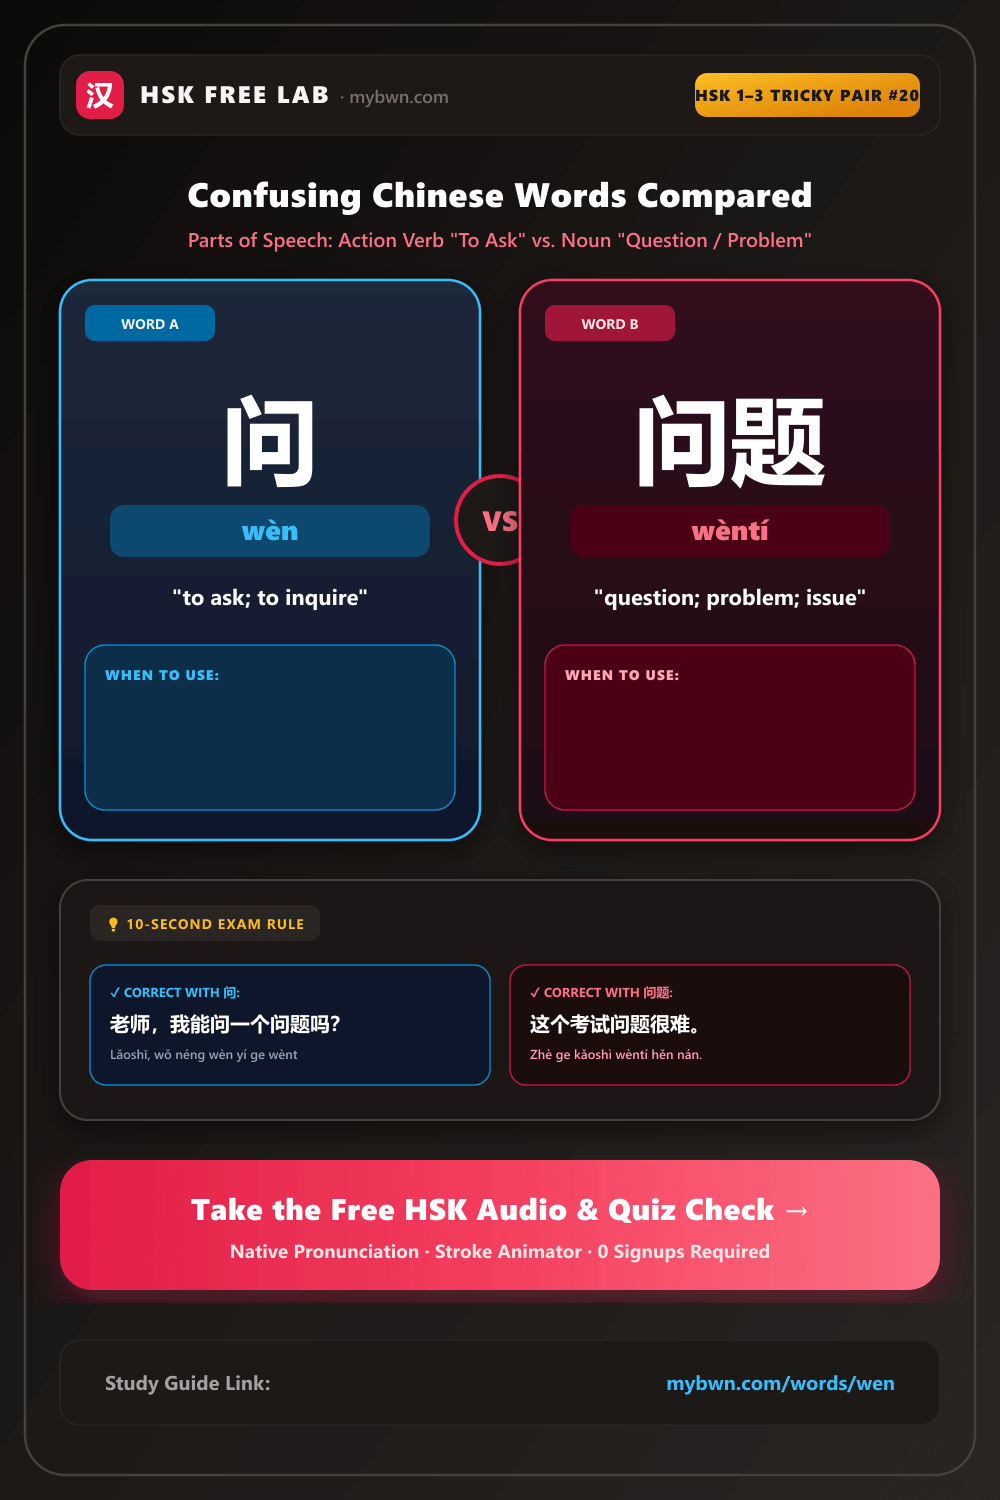 汉 HSK FREE LAB · mybwn.com
HSK 1–3 TRICKY PAIR #20
Confusing Chinese Words Compared
Parts of Speech: Action Verb "To Ask" vs. Noun "Question / Problem"
WORD A
问
wèn
"to ask; to inquire"
WHEN TO USE:
VS
WORD B
问题
wèntí
"question; problem; issue"
WHEN TO USE:
10-SECOND EXAM RULE
✓ CORRECT WITH 问:
老师，我能问一个问题吗？
Lǎoshī, wǒ néng wèn yí ge wènt
✓ CORRECT WITH 问题:
这个考试问题很难。
Zhè ge kǎoshì wèntí hěn nán.
Take the Free HSK Audio & Quiz Check →
Native Pronunciation · Stroke Animator · 0 Signups Required
Study Guide Link:
mybwn.com/words/wen